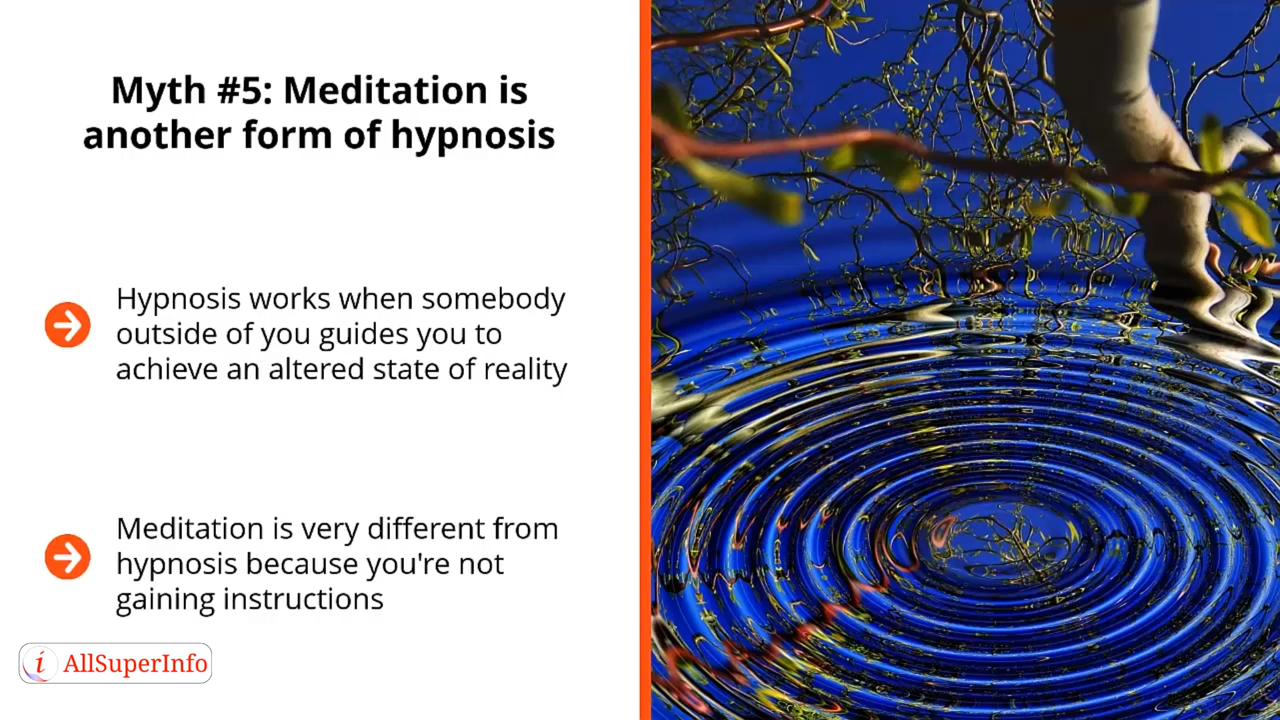 Myth #5: Meditation is
another form of hypnosis
Hypnosis works when somebody
outside of you guides you to
achieve an altered state of reality
Meditation is very different from
hypnosis because you're not
gaining instructions
i AllSuperInfo